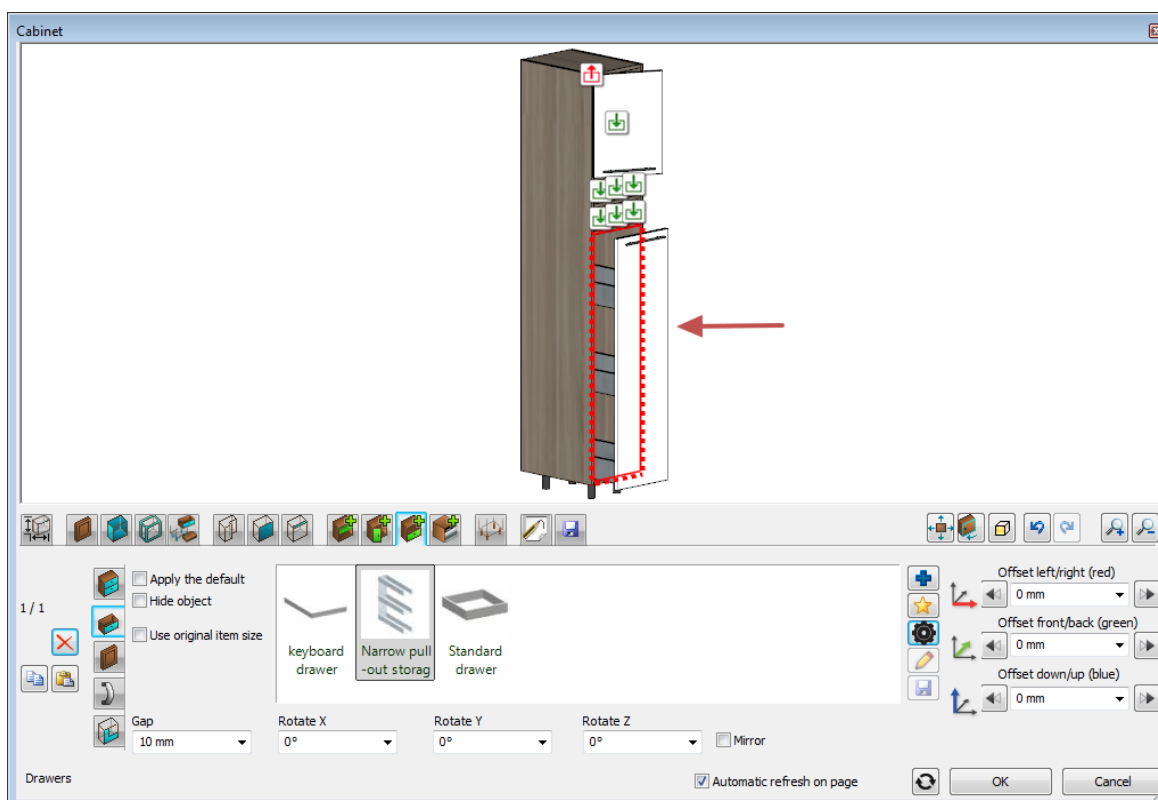 Cabinet
Apply the default
Hide object
Use original item size
1 / 1
keyboard
drawer
Narrow pull
-out storag
Standard
drawer
Offset left/right (red)
0 mm
Offset front/back (green)
0 mm
Offset down/up (blue)
0 mm
Gap
10 mm
Rotate X
0°
Rotate Y
0°
Rotate Z
0°
Mirror
Drawers
Automatic refresh on page
OK
Cancel